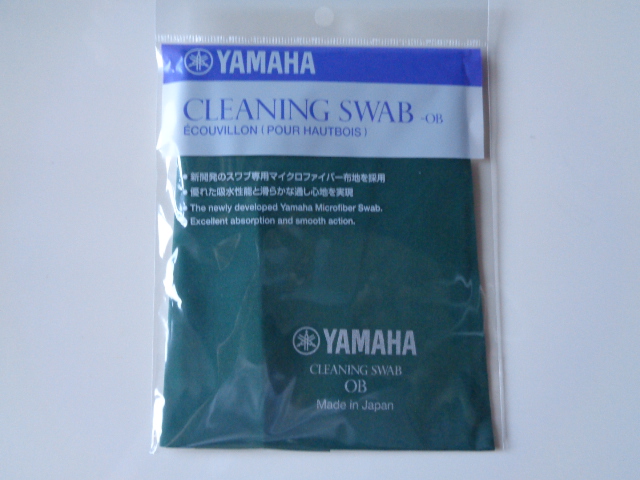 YAMAHA
CLEANING SWAB -OB
ÉCOUVILLON (POUR HAUTBOIS)
● 新開発のスワブ専用マイクロファイバー布地を採用
● 優れた吸水性能と滑らかな通し心地を実現
● The newly developed Yamaha Microfiber Swab.
● Excellent absorption and smooth action.
YAMAHA
CLEANING SWAB
OB
Made in Japan